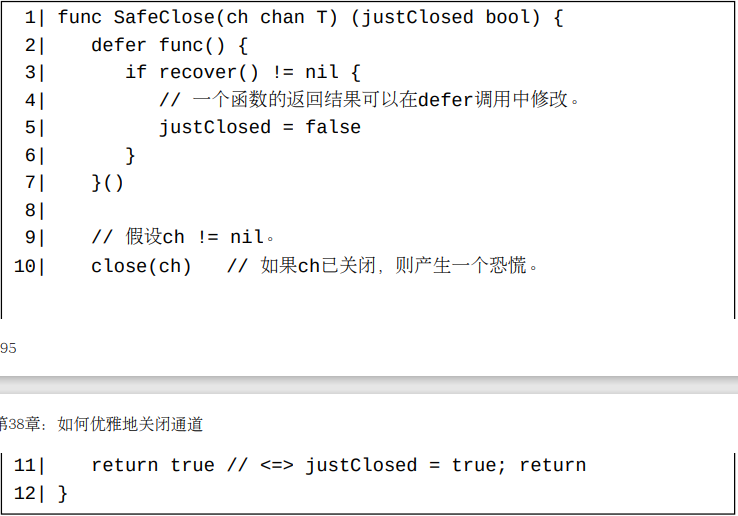 1| func SafeClose(ch chan T) (justClosed bool) {
2|    defer func() {
3|       if recover() != nil {
4|          // 一个函数的返回结果可以在defer调用中修改。
5|          justClosed = false
6|       }
7|    }()
8|
9|    // 假设ch != nil。
10|    close(ch)   // 如果ch已关闭，则产生一个恐慌。
95
第38章：如何优雅地关闭通道
11|    return true // <=> justClosed = true; return
12| }